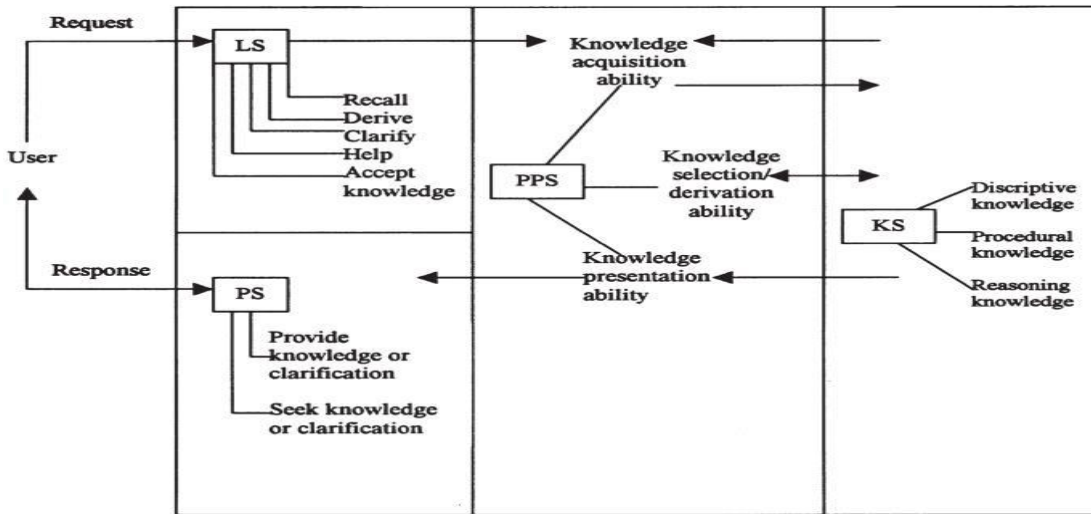 Request
LS
Recall
Derive
Clarify
Help
Accept
knowledge
User
Response
PS
Provide
knowledge or
clarification
Seek knowledge
or clarification
Knowledge
acquisition
ability
PPS
Knowledge
selection/
derivation
ability
Knowledge
presentation
ability
KS
Discriptive
knowledge
Procedural
knowledge
Reasoning
knowledge